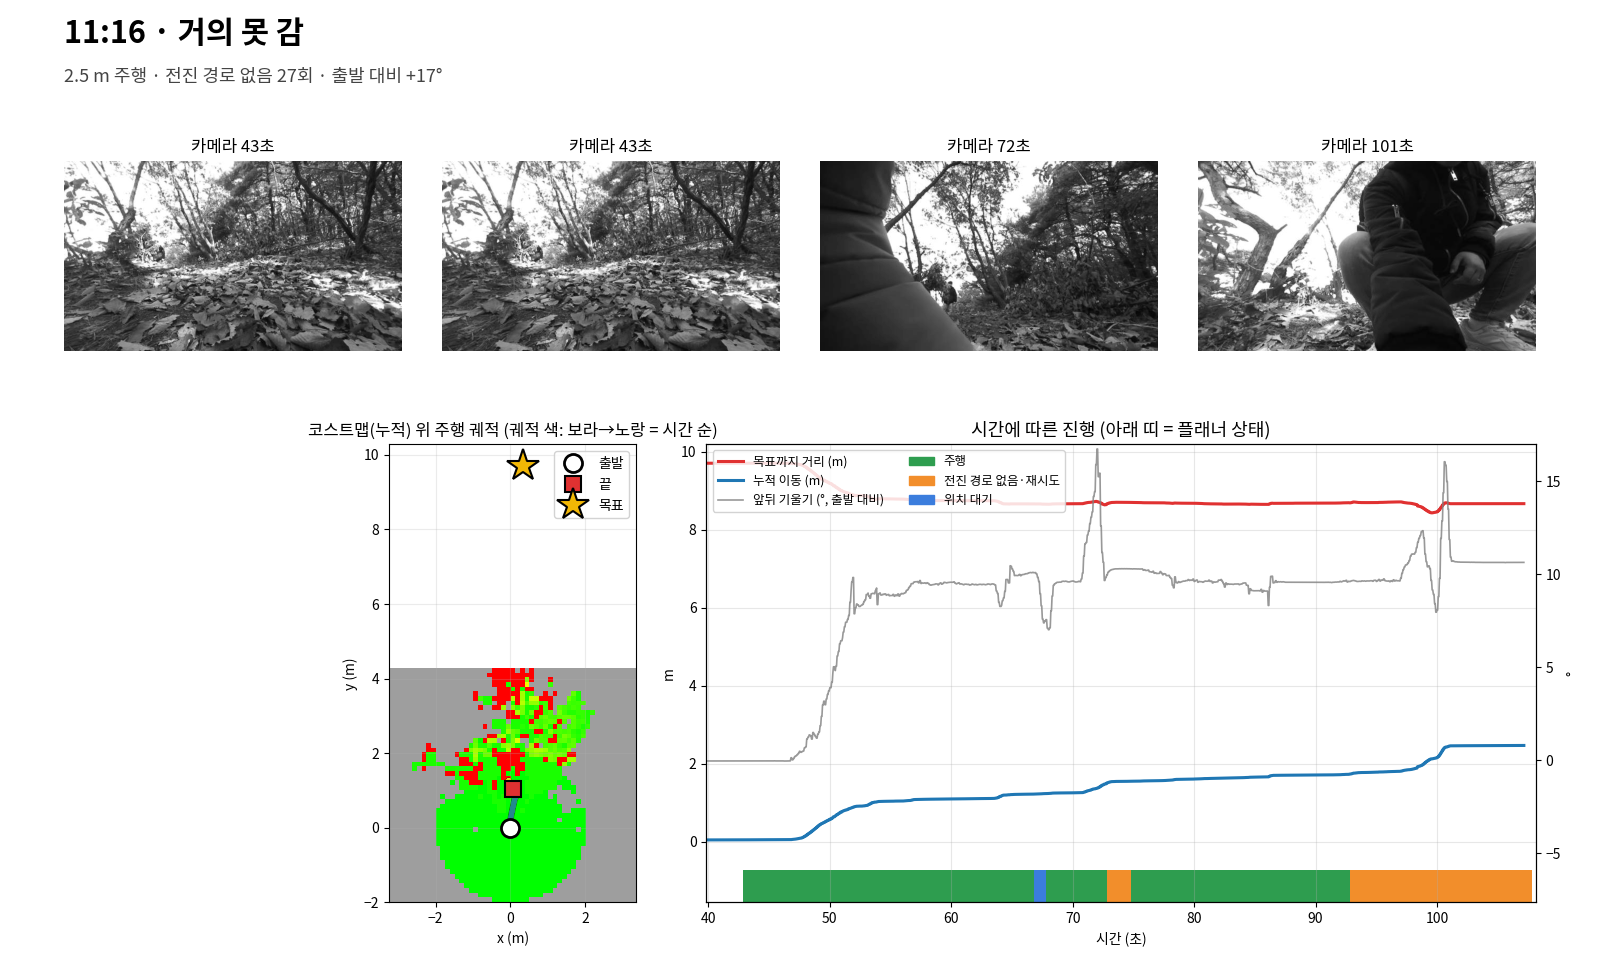 11:16 · 거의 못 감
2.5 m 주행 · 전진 경로 없음 27회 · 출발 대비 +17°
카메라 43초
카메라 43초
카메라 72초
카메라 101초
코스트맵(누적) 위 주행 궤적 (궤적 색: 보라→노랑 = 시간 순)
출발
끝
목표
10
8
6
4
2
0
−2
y (m)
−2
0
2
x (m)
시간에 따른 진행 (아래 띠 = 플래너 상태)
목표까지 거리 (m)
누적 이동 (m)
앞뒤 기울기 (°, 출발 대비)
주행
전진 경로 없음·재시도
위치 대기
10
8
6
4
2
0
m
15
10
5
0
−5
°
40
50
60
70
80
90
100
시간 (초)